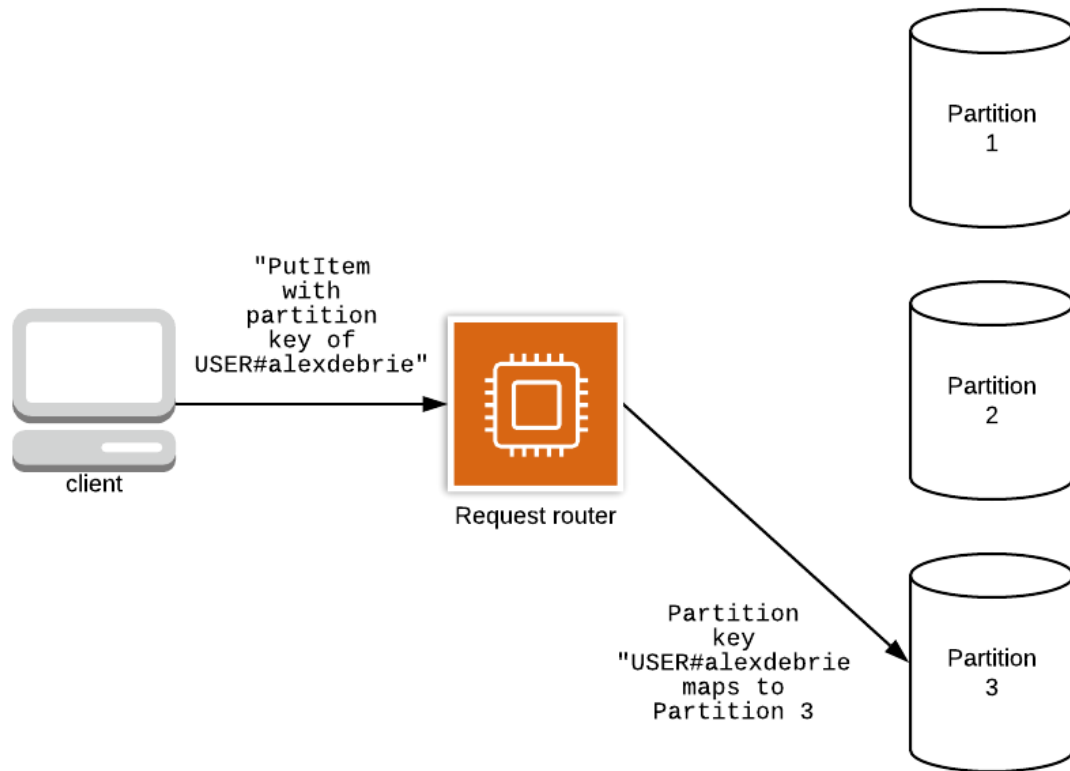 Partition
1
"PutItem
with
partition
key of
USER#alexdebrie"
client
Request router
Partition
2
Partition
key
"USER#alexdebrie
maps to
Partition 3
Partition
3